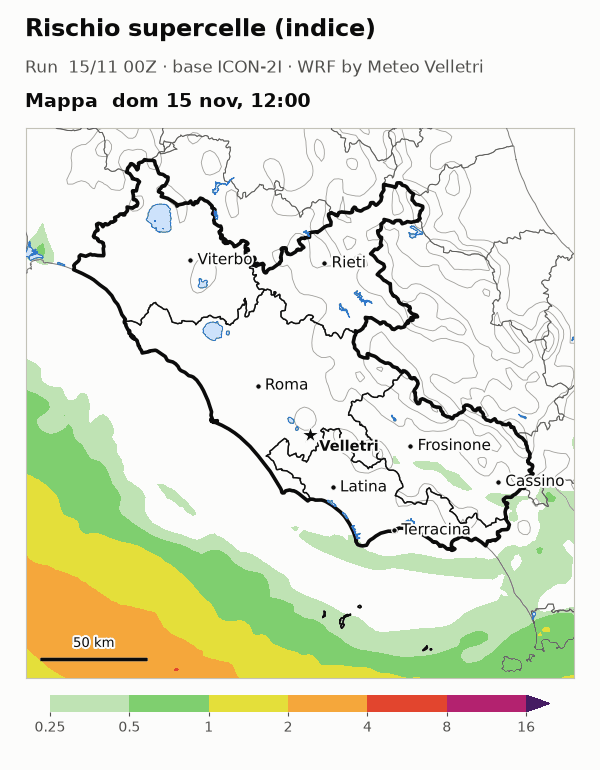 Rischio supercelle (indice)
Run  15/11 00Z · base ICON-2I · WRF by Meteo Velletri
Mappa  dom 15 nov, 12:00
Viterbo
Rieti
Roma
Velletri
Frosinone
Latina
Cassino
Terracina
50 km
0.25 0.5 1 2 4 8 16